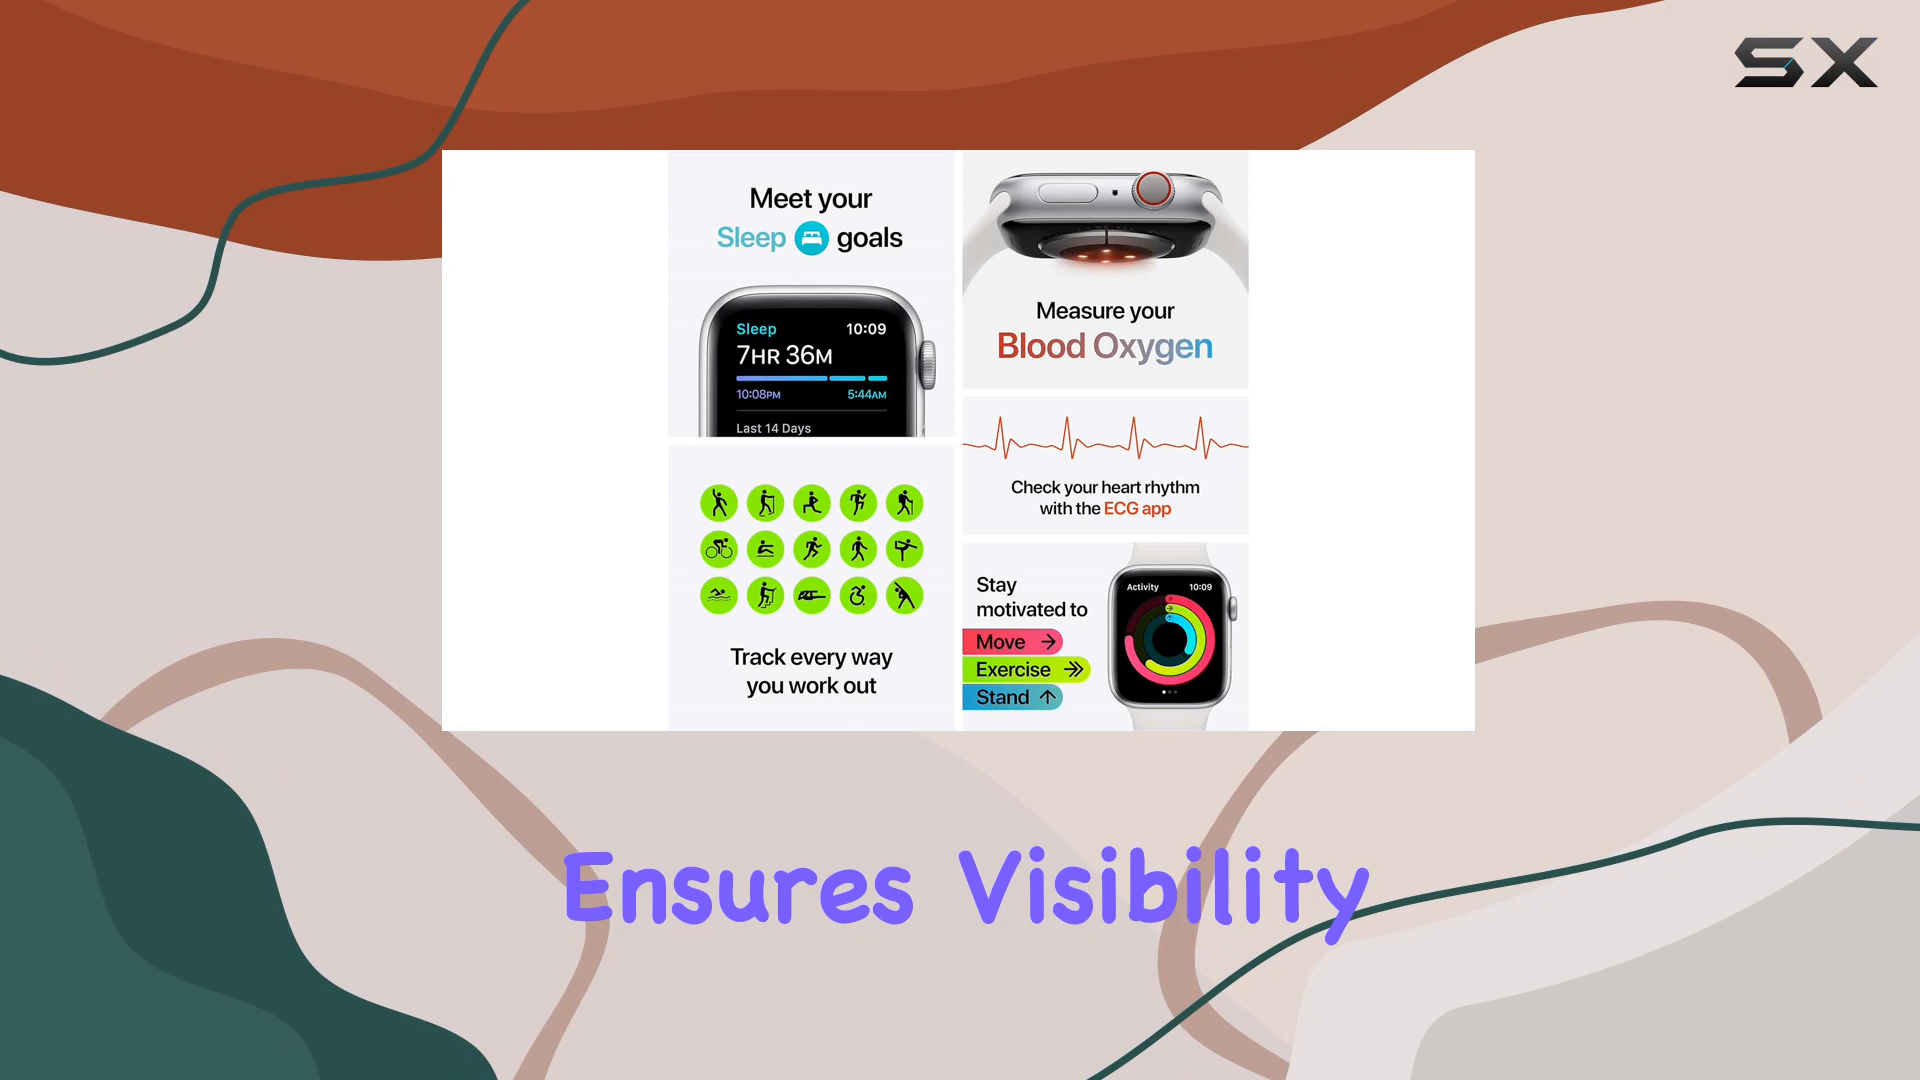 SX
Meet your
Sleep goals
Sleep 10:09
7HR 36M
10:08PM 5:44AM
Last 14 Days
Track every way
you work out
Measure your
Blood Oxygen
Check your heart rhythm
with the ECG app
Stay
motivated to
Move
Exercise
Stand
Activity 10:09
Ensures Visibility